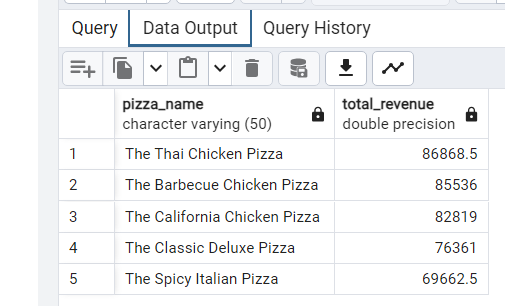 Query Data Output Query History
pizza_name total_revenue
character varying (50) double precision
1 The Thai Chicken Pizza 86868.5
2 The Barbecue Chicken Pizza 85536
3 The California Chicken Pizza 82819
4 The Classic Deluxe Pizza 76361
5 The Spicy Italian Pizza 69662.5